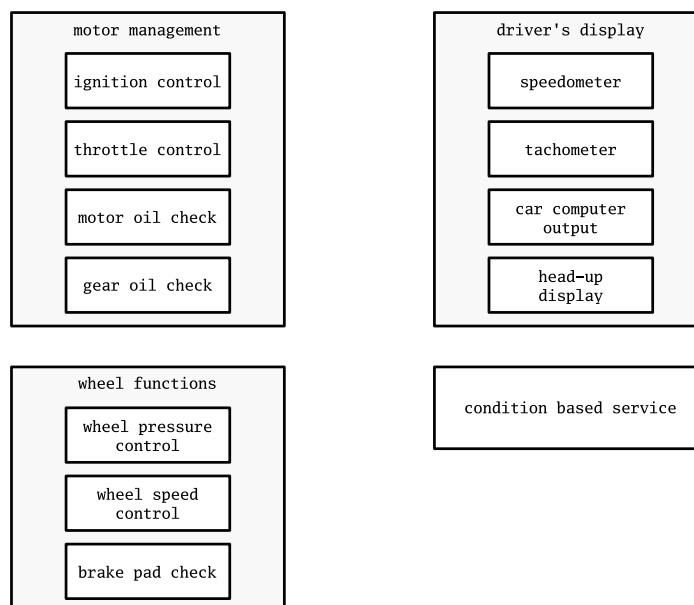 motor management
ignition control
throttle control
motor oil check
gear oil check
driver's display
speedometer
tachometer
car computer
output
head-up
display
wheel functions
wheel pressure
control
wheel speed
control
brake pad check
condition based service